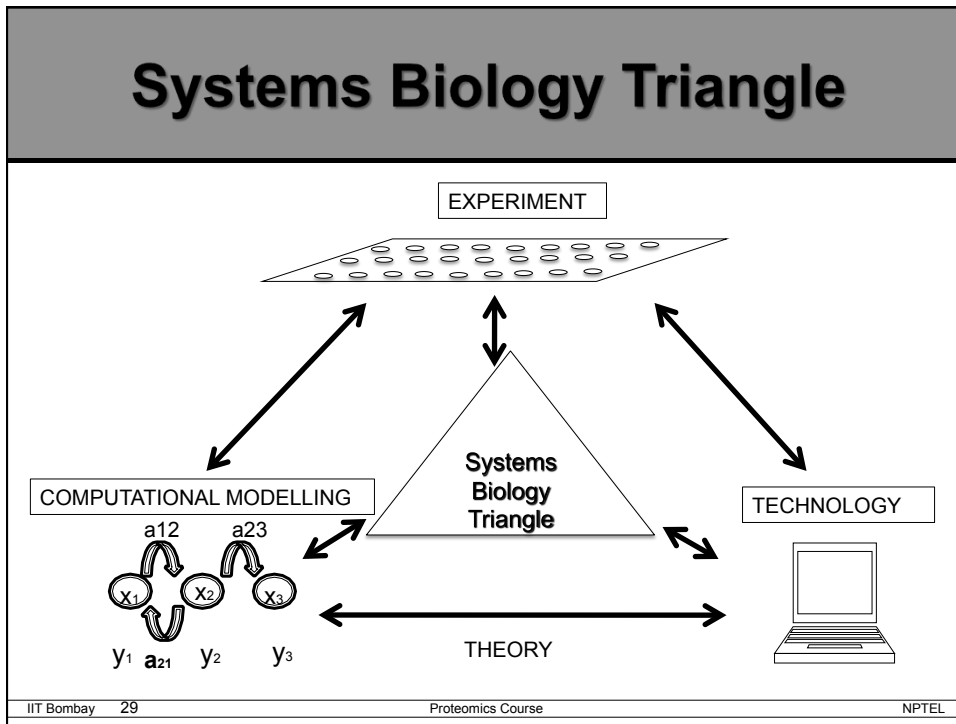 Systems Biology Triangle
EXPERIMENT
Systems
Biology
Triangle
COMPUTATIONAL MODELLING
TECHNOLOGY
a12 a23
x1 x2 x3
y1 a21 y2 y3
THEORY
IIT Bombay 29 Proteomics Course NPTEL